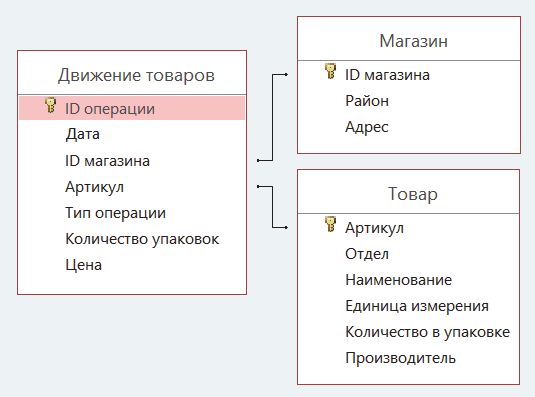 Движение товаров
ID операции
Дата
ID магазина
Артикул
Тип операции
Количество упаковок
Цена
Магазин
ID магазина
Район
Адрес
Товар
Артикул
Отдел
Наименование
Единица измерения
Количество в упаковке
Производитель